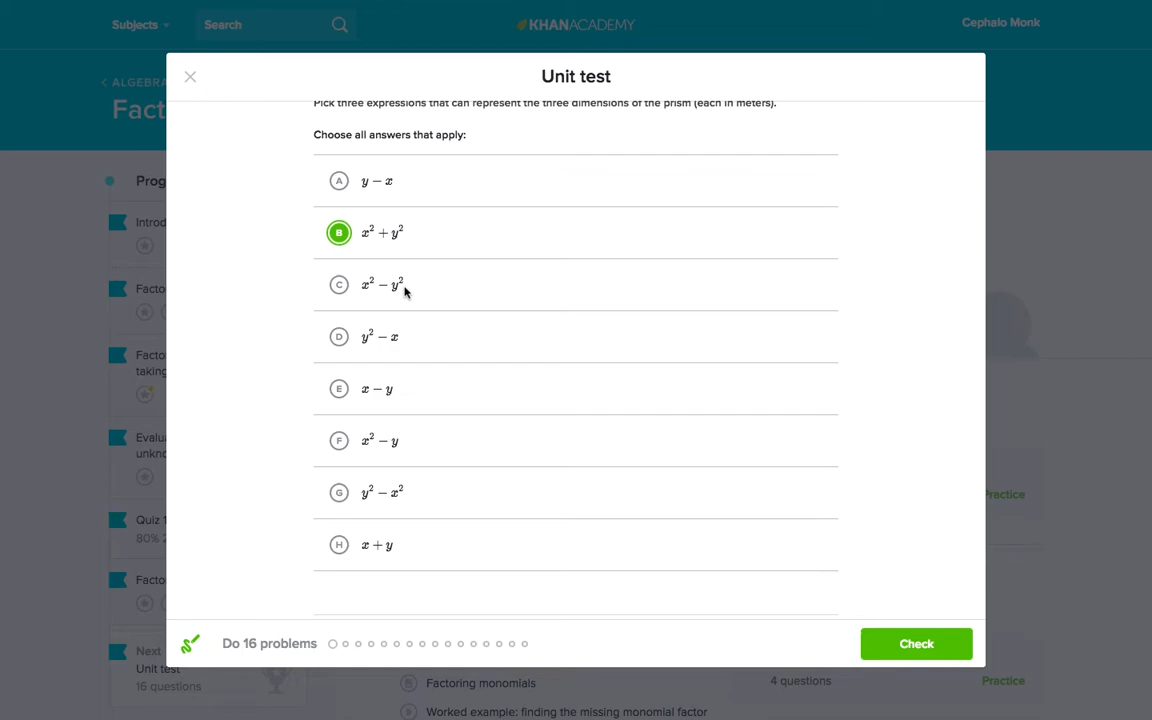 Subjects
Search
KHANACADEMY
Cephalo Monk
ALGEBRA
Fact
Unit test
Pick three expressions that can represent the three dimensions of the prism (each in meters).
Choose all answers that apply:
Prog
A y − x
Introd
B x² + y²
C x² − y²
Facto
D y² − x
Facto
taking
E x − y
F x² − y
Evalua
unkno
G y² − x²
Practice
Quiz 1
80%
H x + y
Facto
Do 16 problems
Check
Next
Unit test
16 questions
Factoring monomials
4 questions
Practice
Worked example: finding the missing monomial factor